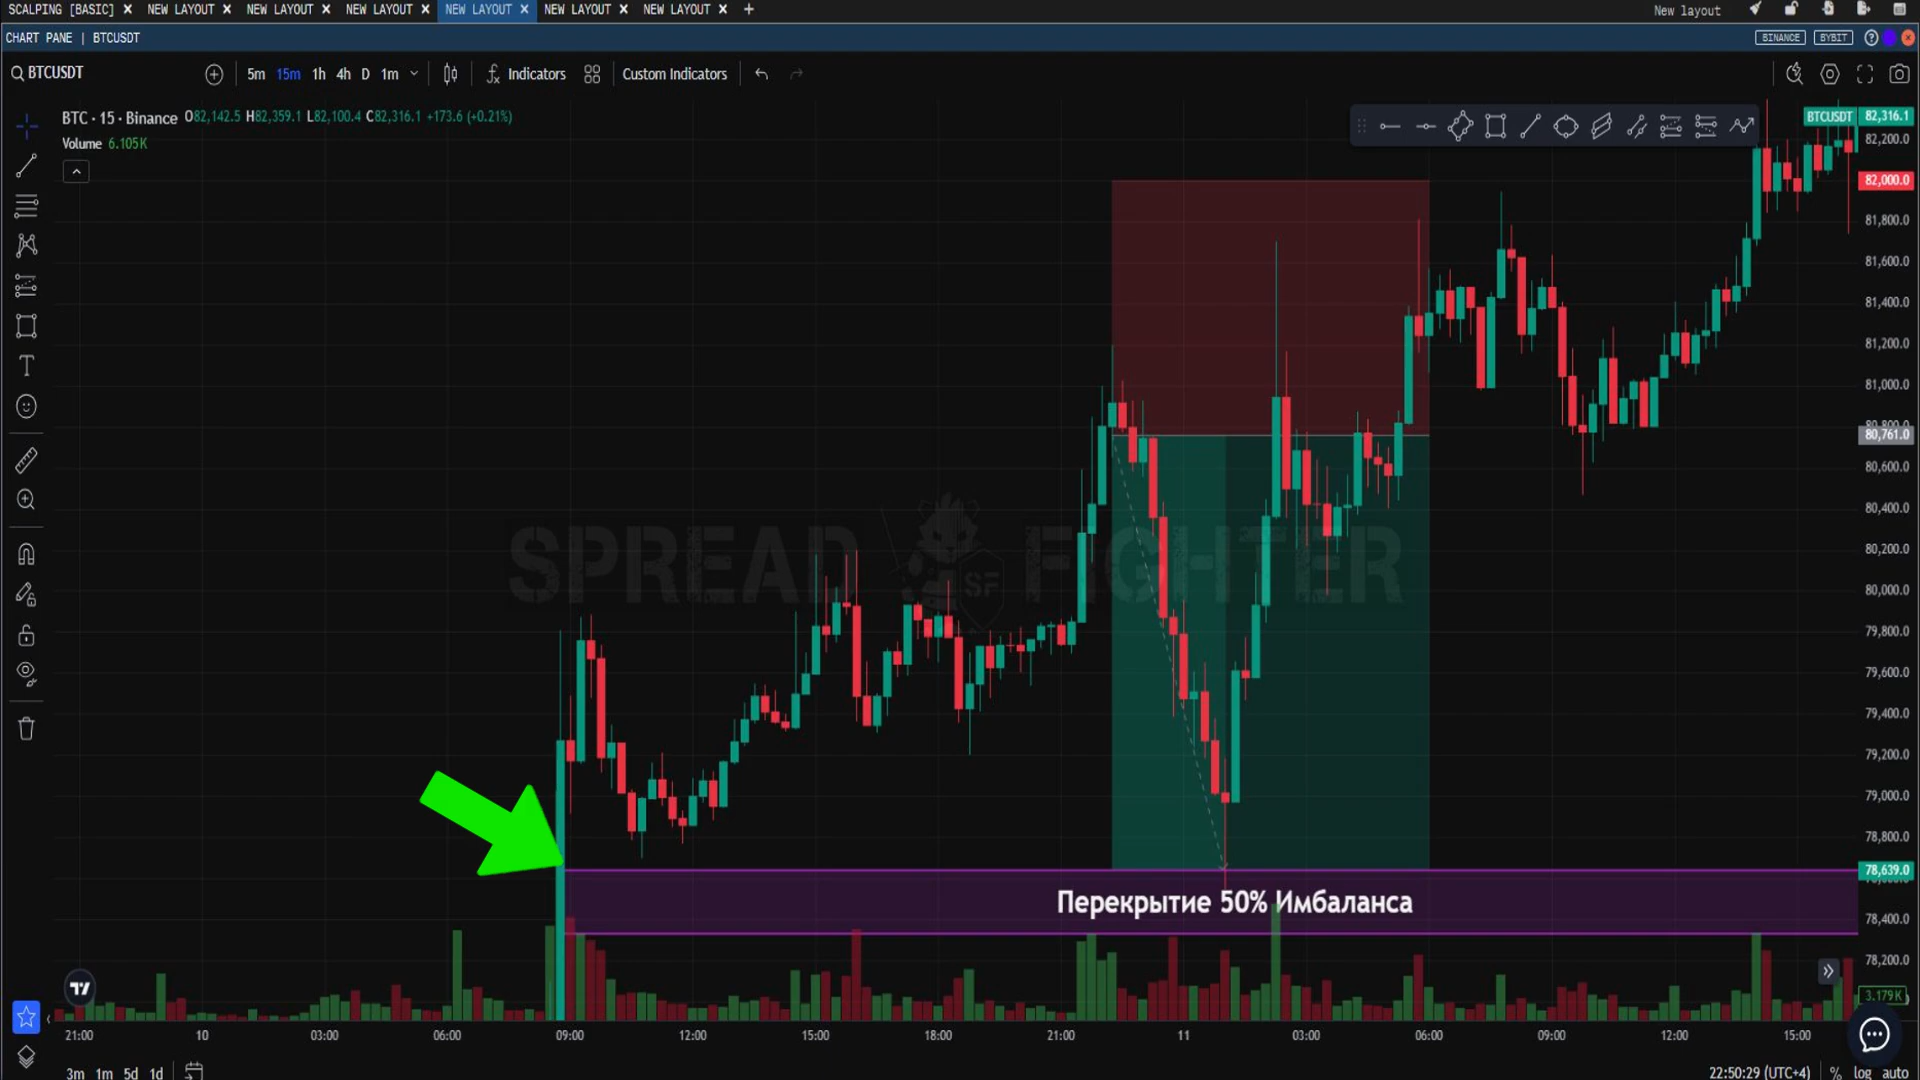 SCALPING [BASIC] × NEW LAYOUT × NEW LAYOUT × NEW LAYOUT × NEW LAYOUT × NEW LAYOUT × NEW LAYOUT × +
New layout
CHART PANE | BTCUSDT
BINANCE BYBIT
BTCUSDT
5m 15m 1h 4h D 1m
Indicators
Custom Indicators
BTC · 15 · Binance O82,142.5 H82,359.1 L82,100.4 C82,316.1 +173.6 (+0.21%)
Volume 6.105K
BTCUSDT 82,316.1
82,200.0
82,000.0
81,800.0
81,600.0
81,400.0
81,200.0
81,000.0
80,761.0
80,600.0
80,400.0
SPREAD FIGHTER
SF
80,200.0
80,000.0
79,800.0
79,600.0
79,400.0
79,200.0
79,000.0
78,800.0
78,639.0
Перекрытие 50% Имбаланса
78,400.0
78,200.0
3.179K
21:00 10 03:00 06:00 09:00 12:00 15:00 18:00 21:00 11 03:00 06:00 09:00 12:00 15:00
3m 1m 5d 1d
22:50:29 (UTC+4) % log auto